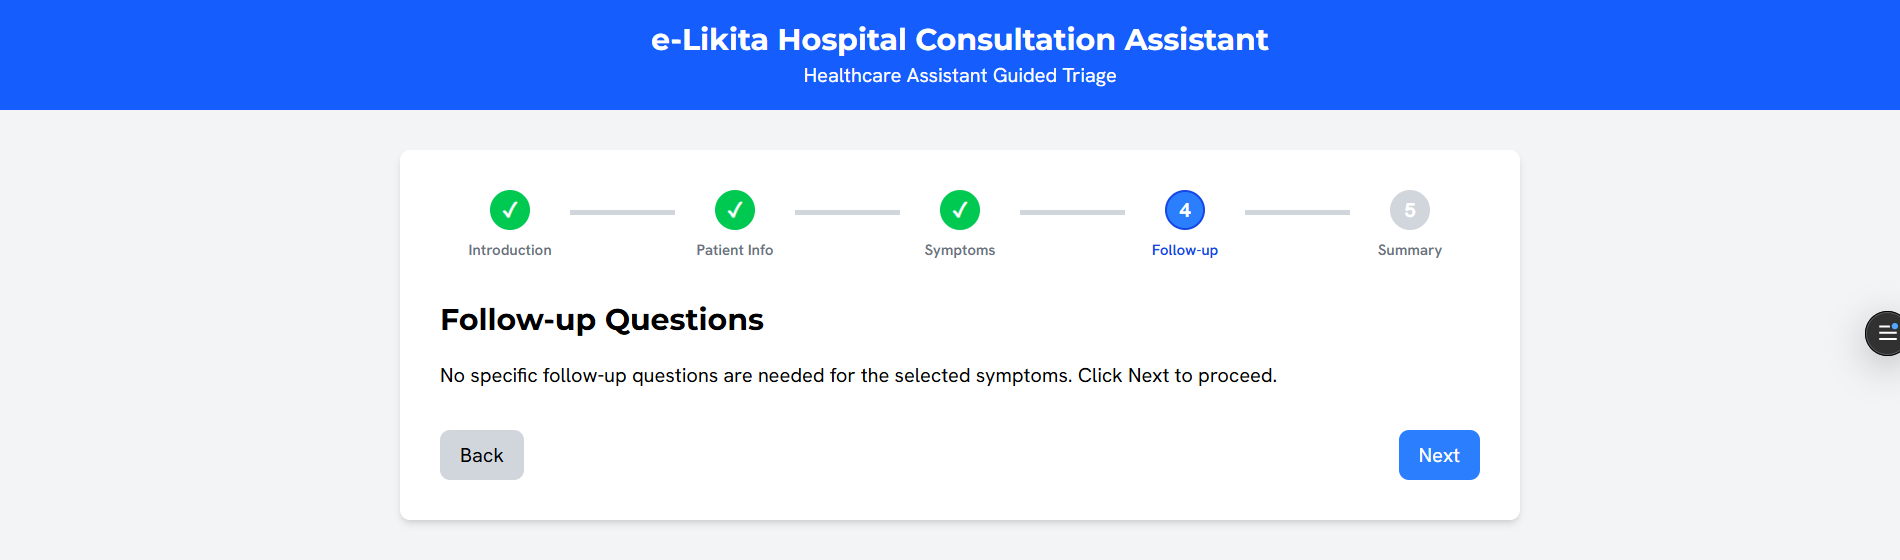 e-Likita Hospital Consultation Assistant
Healthcare Assistant Guided Triage
✓ ✓ ✓ 4 5
Introduction Patient Info Symptoms Follow-up Summary
Follow-up Questions
No specific follow-up questions are needed for the selected symptoms. Click Next to proceed.
Back Next